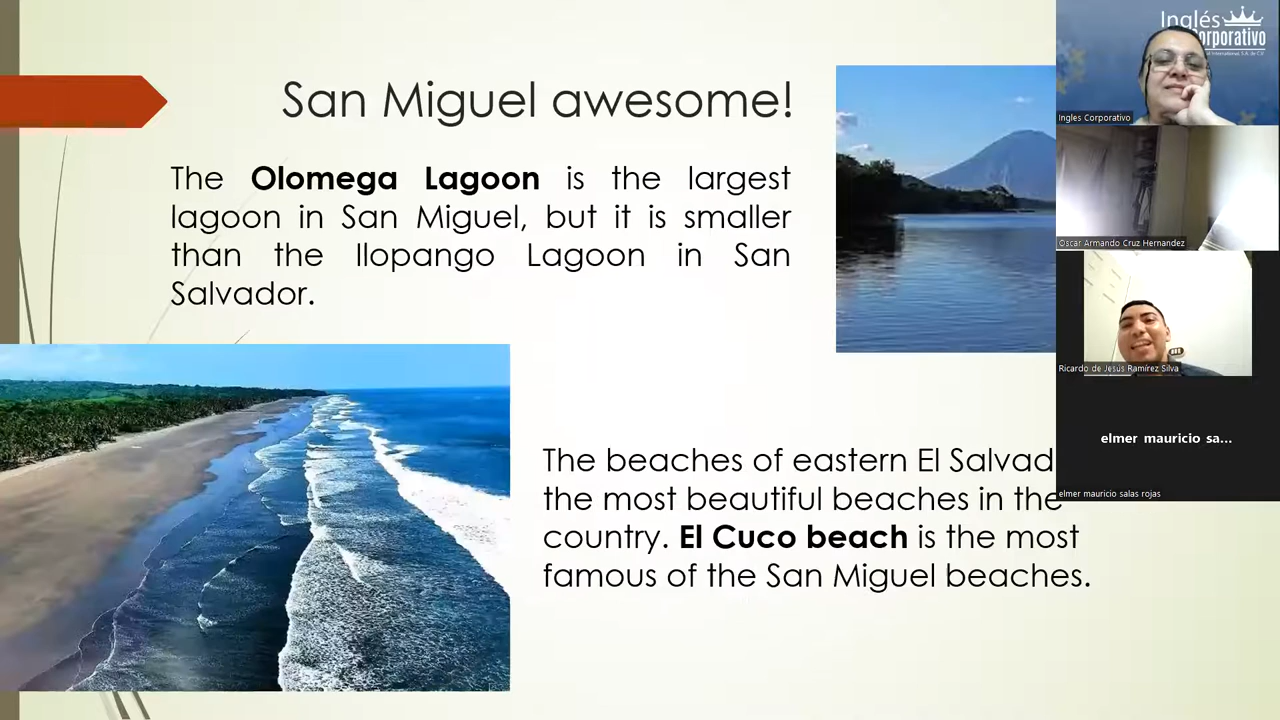 San Miguel awesome!
The Olomega Lagoon is the largest
lagoon in San Miguel, but it is smaller
than the Ilopango Lagoon in San
Salvador.
The beaches of eastern El Salvad
the most beautiful beaches in the
country. El Cuco beach is the most
famous of the San Miguel beaches.
Inglés
orporativo
Ingles Corporativo
Oscar Armando Cruz Hernandez
Ricardo de Jesús Ramírez Silva
elmer mauricio sa...
elmer mauricio salas rojas